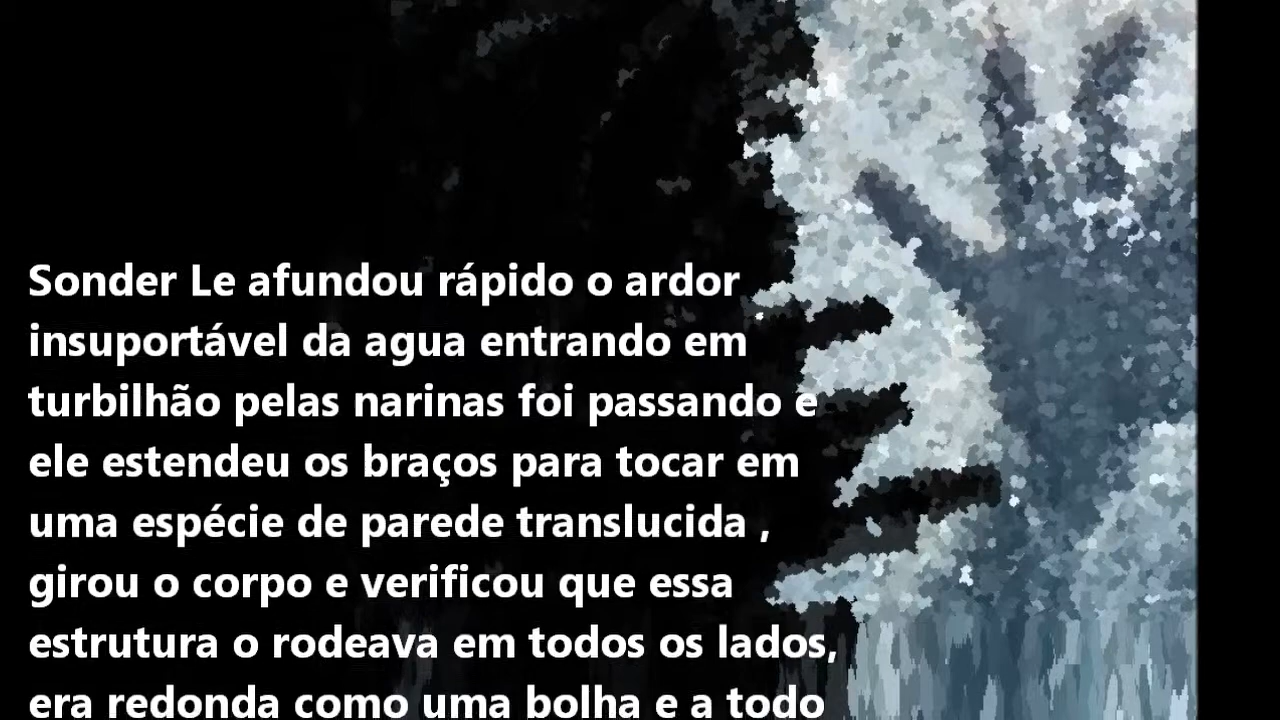 Sonder Le afundou rápido o ardor
insuportável da agua entrando em
turbilhão pelas narinas foi passando e
ele estendeu os braços para tocar em
uma espécie de parede translucida ,
girou o corpo e verificou que essa
estrutura o rodeava em todos os lados,
era redonda como uma bolha e a todo